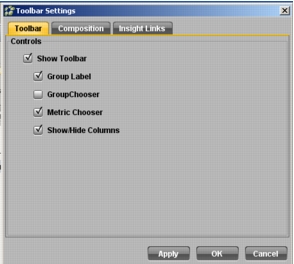 Toolbar Settings
Toolbar Composition Insight Links
Controls
Show Toolbar
Group Label
GroupChooser
Metric Chooser
Show/Hide Columns
Apply OK Cancel